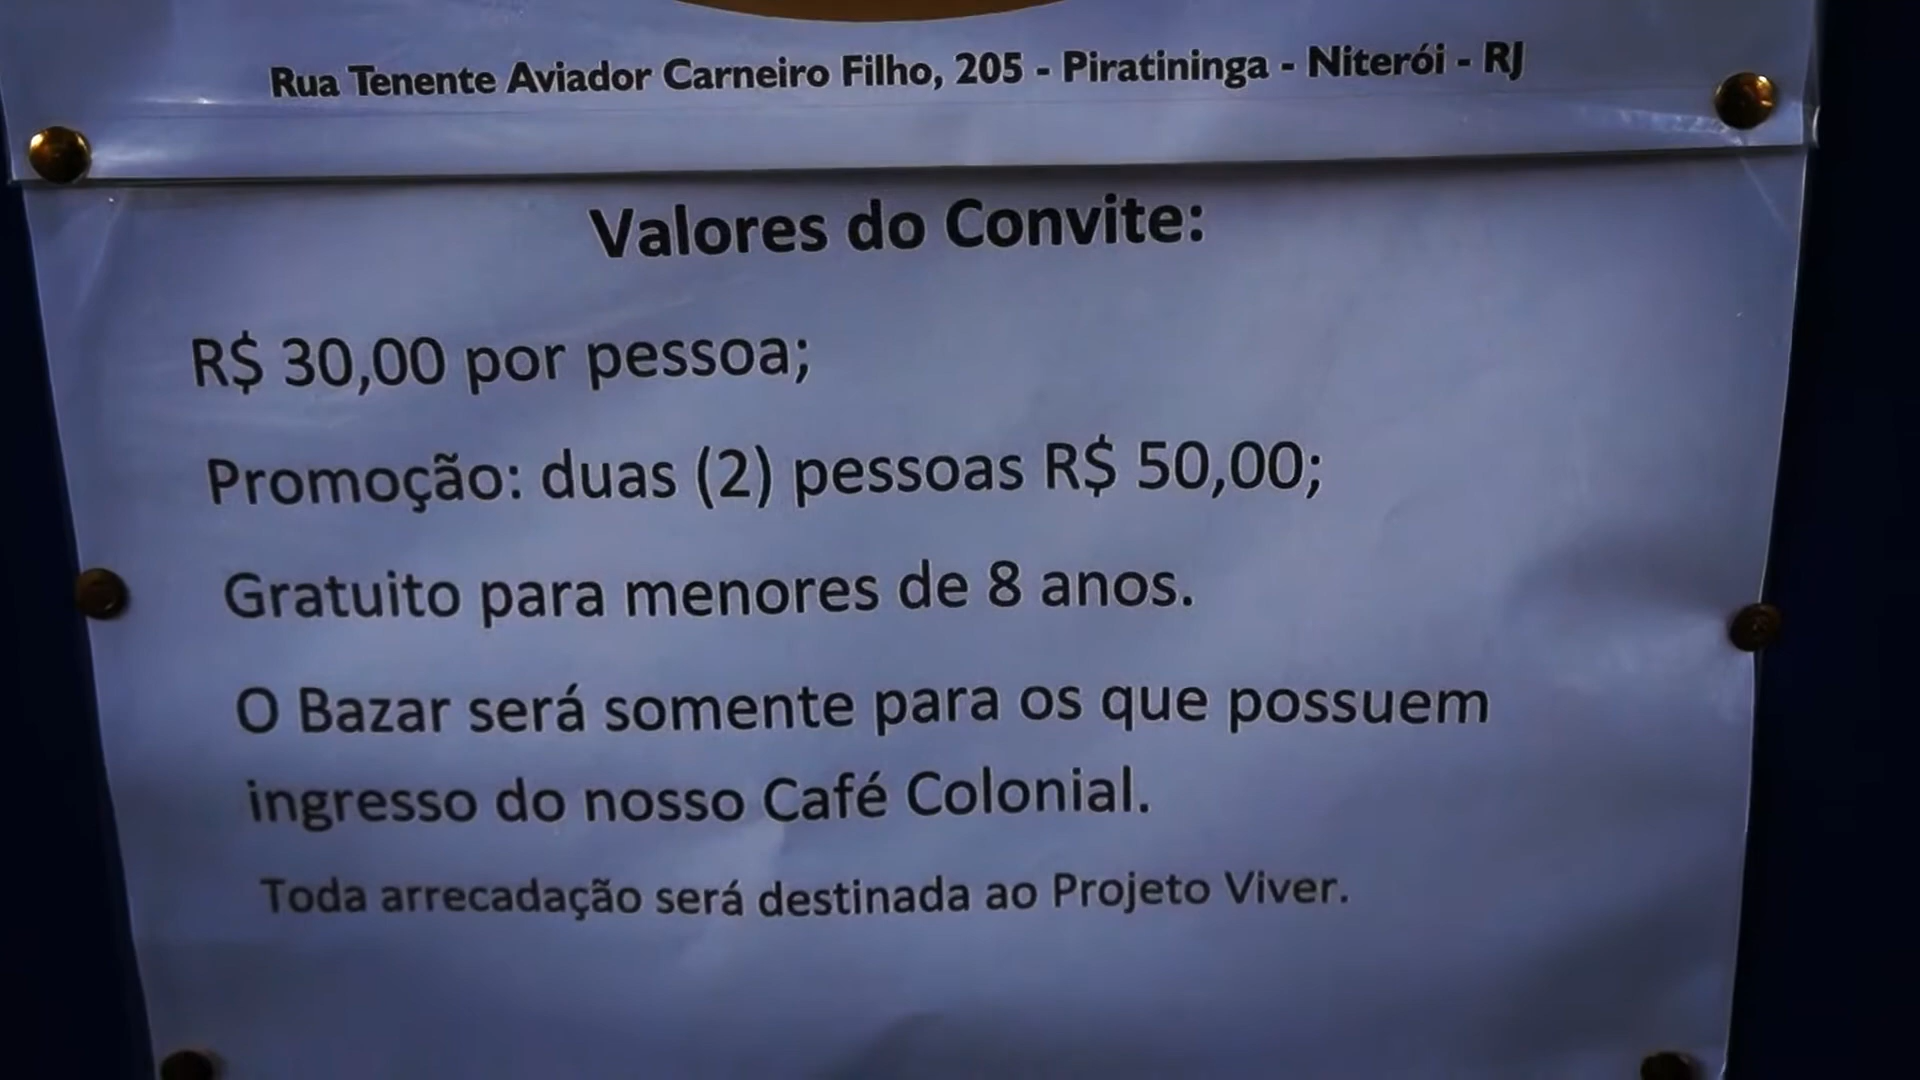 Rua Tenente Aviador Carneiro Filho, 205 - Piratininga - Niterói - RJ
Valores do Convite:
R$ 30,00 por pessoa;
Promoção: duas (2) pessoas R$ 50,00;
Gratuito para menores de 8 anos.
O Bazar será somente para os que possuem
ingresso do nosso Café Colonial.
Toda arrecadação será destinada ao Projeto Viver.